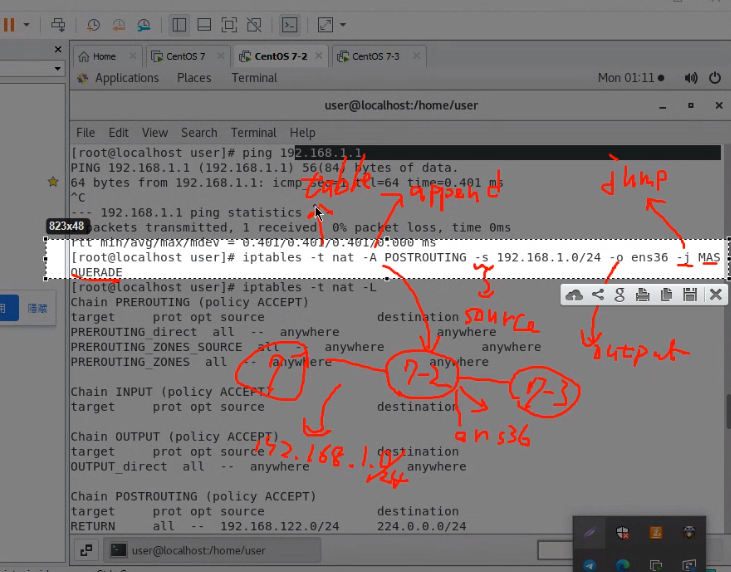 Home
CentOS 7
CentOS 7-2
CentOS 7-3
Applications Places Terminal Mon 01:11
user@localhost:/home/user
File Edit View Search Terminal Help
[root@localhost user]# ping 192.168.1.1
PING 192.168.1.1 (192.168.1.1) 56(84) bytes of data.
64 bytes from 192.168.1.1: icmp_seq=1 ttl=64 time=0.401 ms
^C
--- 192.168.1.1 ping statistics ---
packets transmitted, 1 received, 0% packet loss, time 0ms
rtt min/avg/max/mdev = 0.401/0.401/0.401/0.000 ms
[root@localhost user]# iptables -t nat -A POSTROUTING -s 192.168.1.0/24 -o ens36 -j MAS
QUERADE
[root@localhost user]# iptables -t nat -L
Chain PREROUTING (policy ACCEPT)
target prot opt source destination
PREROUTING_direct all -- anywhere anywhere
PREROUTING_ZONES_SOURCE all -- anywhere anywhere
PREROUTING_ZONES all -- anywhere anywhere
Chain INPUT (policy ACCEPT)
target prot opt source destination
Chain OUTPUT (policy ACCEPT)
target prot opt source destination
OUTPUT_direct all -- anywhere anywhere
Chain POSTROUTING (policy ACCEPT)
target prot opt source destination
RETURN all -- 192.168.122.0/24 224.0.0.0/24
user@localhost:/home/user
823x48
隱藏
table
append
jump
source
output
7
7-2
7-3
ens36
192.168.1.0/24